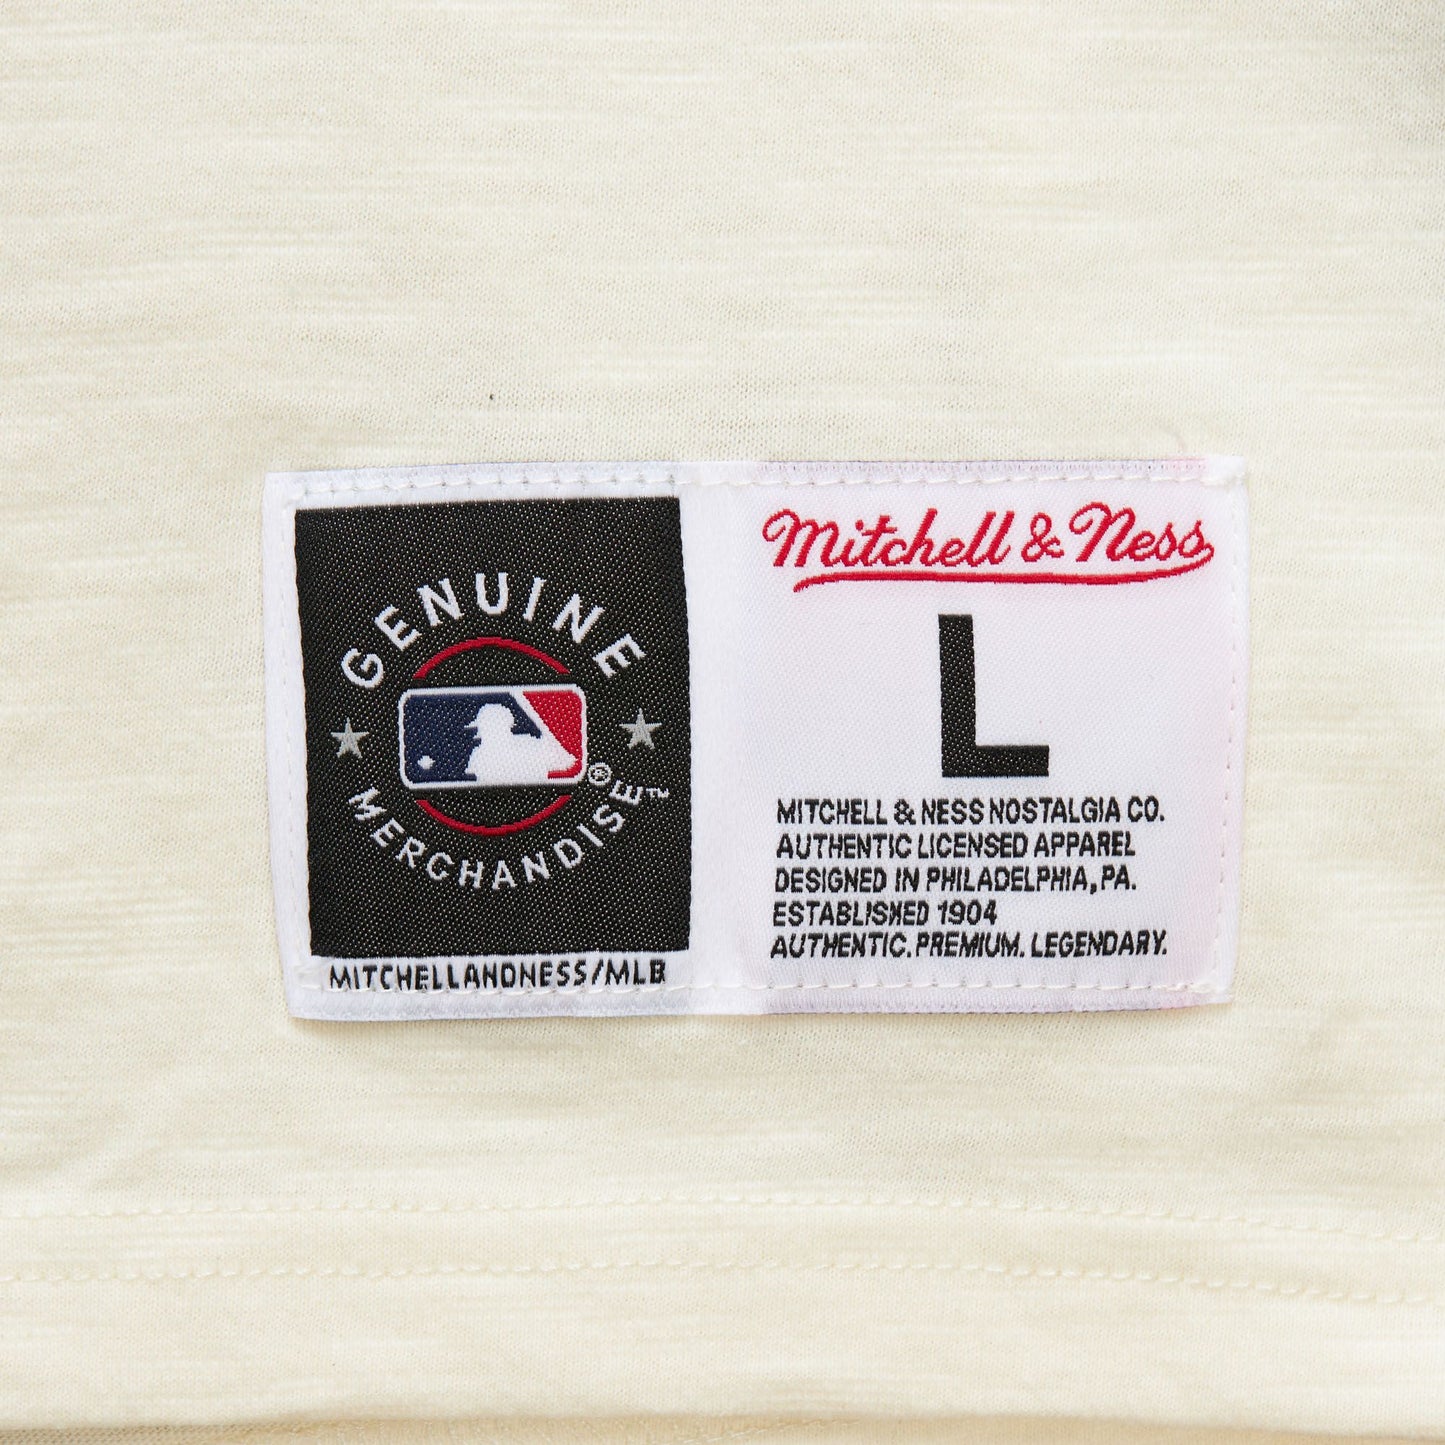 GENUINE
MERCHANDISE™
®
MITCHELLANDNESS/MLB
Mitchell & Ness
L
MITCHELL & NESS NOSTALGIA CO.
AUTHENTIC LICENSED APPAREL
DESIGNED IN PHILADELPHIA, PA.
ESTABLISHED 1904
AUTHENTIC. PREMIUM. LEGENDARY.